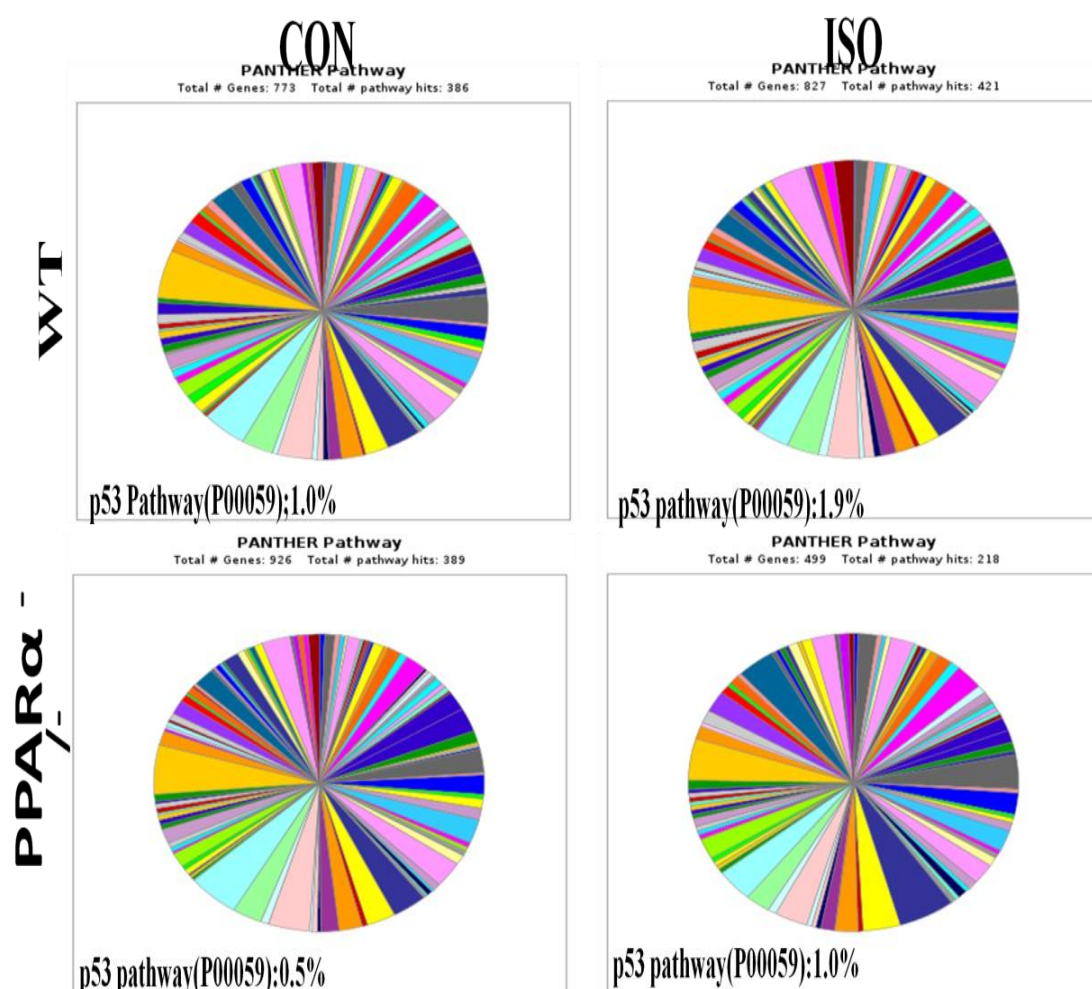 CON
ISO
PANTHER Pathway
Total # Genes: 773 Total # pathway hits: 386
PANTHER Pathway
Total # Genes: 827 Total # pathway hits: 421
WT
p53 Pathway(P00059);1.0%
p53 pathway(P00059):1.9%
PANTHER Pathway
Total # Genes: 926 Total # pathway hits: 389
PANTHER Pathway
Total # Genes: 499 Total # pathway hits: 218
PPARα -
/-
p53 pathway(P00059):0.5%
p53 pathway(P00059):1.0%